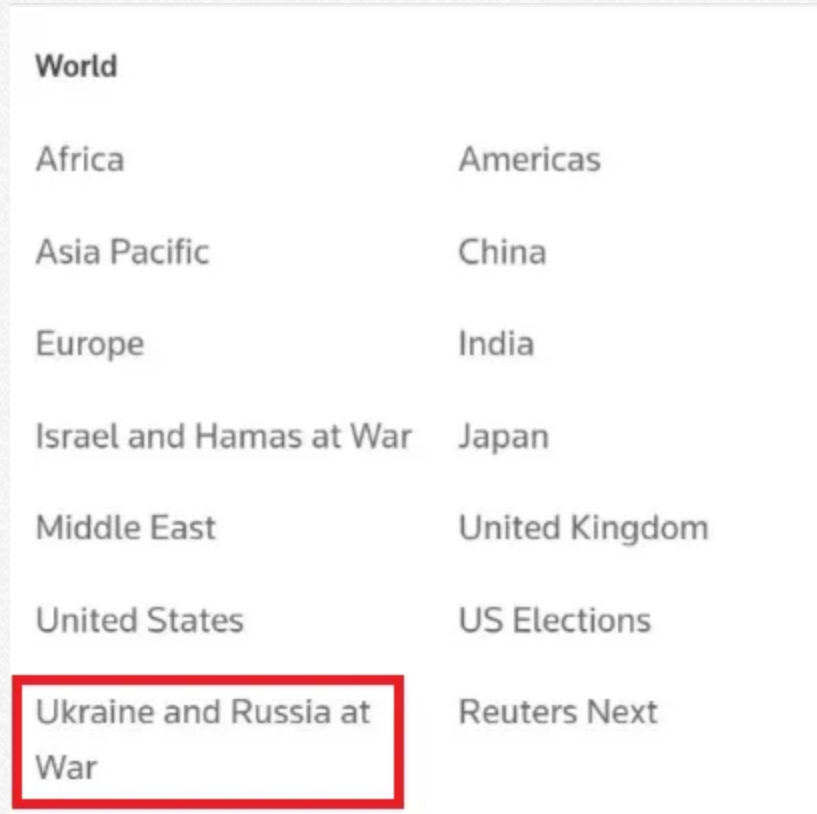 World
Africa
Americas
Asia Pacific
China
Europe
India
Israel and Hamas at War
Japan
Middle East
United Kingdom
United States
US Elections
Ukraine and Russia at
War
Reuters Next